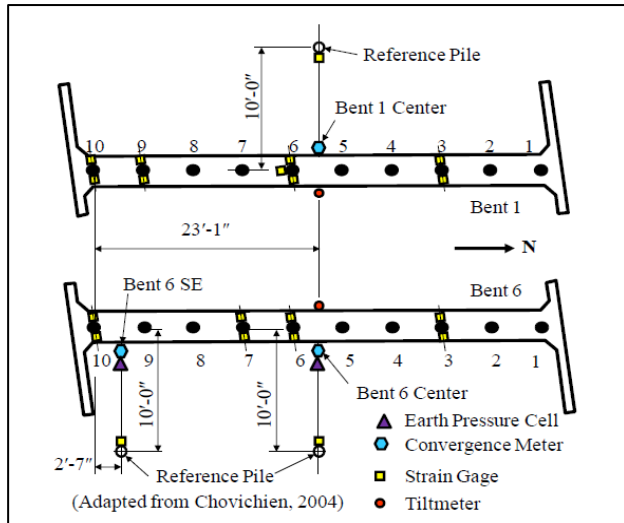 Reference Pile
10′-0″
Bent 1 Center
10 9 8 7 6 5 4 3 2 1
Bent 1
23′-1″
N
Bent 6 SE
Bent 6
10 9 8 7 6 5 4 3 2 1
Bent 6 Center
10′-0″
10′-0″
2′-7″
Reference Pile
(Adapted from Chovichien, 2004)
Earth Pressure Cell
Convergence Meter
Strain Gage
Tiltmeter